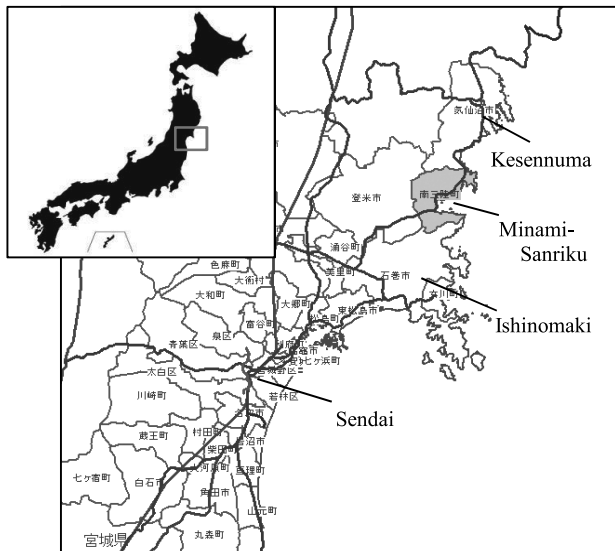 気仙沼市
Kesennuma
登米市
南三陸町
Minami-
Sanriku
涌谷町
色麻町
大衡村
美里町
石巻市
大和町
大郷町
女川町
Ishinomaki
東松島市
松島町
富谷町
泉区
青葉区
利府町
七ヶ浜町
宮城野区
太白区
若林区
川崎町
Sendai
名取市
蔵王町
村田町
岩沼市
柴田町
大河原町
亘理町
七ヶ宿町
白石市
角田市
山元町
丸森町
宮城県